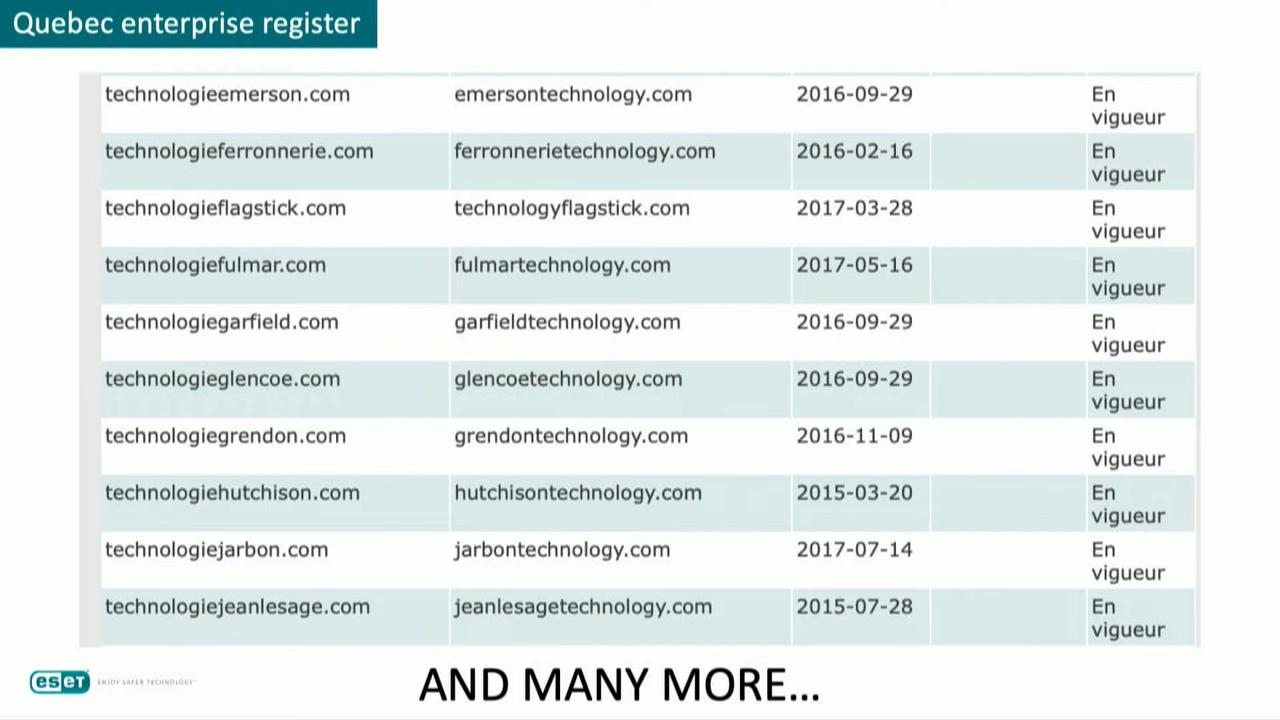 Quebec enterprise register
technologieemerson.com emersontechnology.com 2016-09-29 En vigueur
technologieferronnerie.com ferronnerietechnology.com 2016-02-16 En vigueur
technologieflagstick.com technologyflagstick.com 2017-03-28 En vigueur
technologiefulmar.com fulmartechnology.com 2017-05-16 En vigueur
technologiegarfield.com garfieldtechnology.com 2016-09-29 En vigueur
technologieglencoe.com glencoetechnology.com 2016-09-29 En vigueur
technologiegrendon.com grendontechnology.com 2016-11-09 En vigueur
technologiehutchison.com hutchisontechnology.com 2015-03-20 En vigueur
technologiejarbon.com jarbontechnology.com 2017-07-14 En vigueur
technologiejeanlesage.com jeanlesagetechnology.com 2015-07-28 En vigueur
eset ENJOY SAFER TECHNOLOGY™
AND MANY MORE...